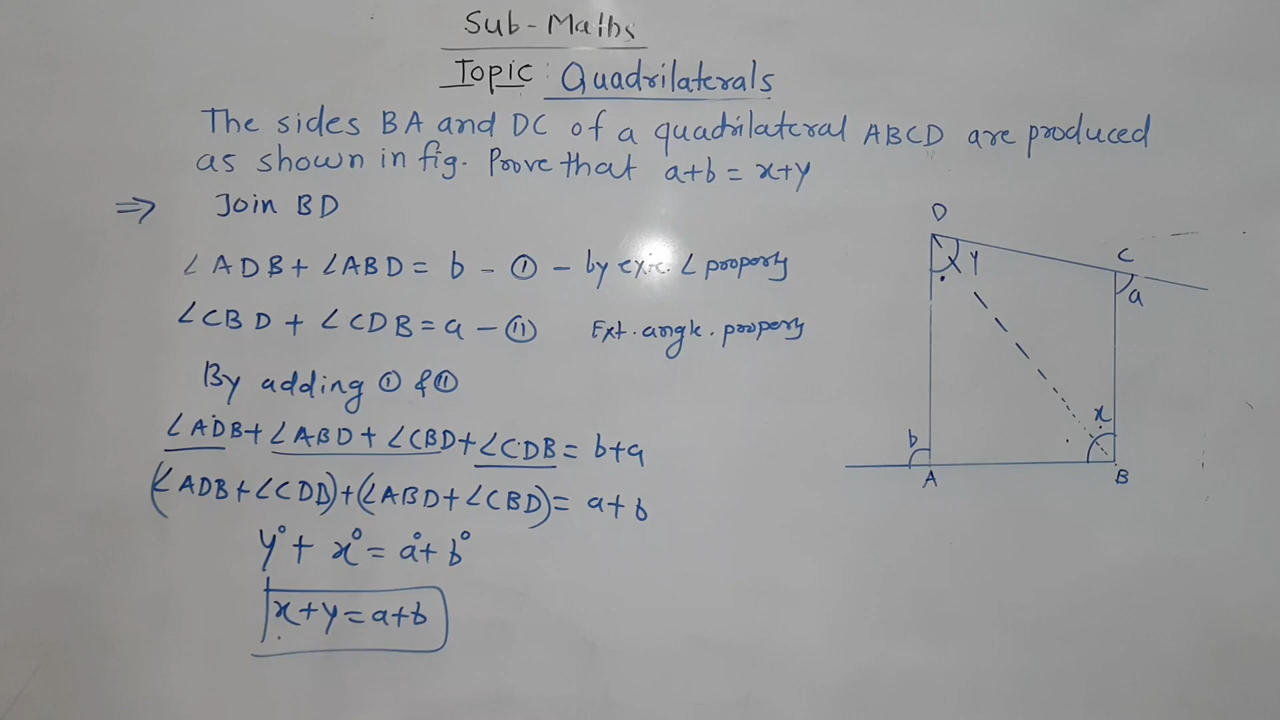 Sub-Maths
Topic: Quadrilaterals
The sides BA and DC of a quadrilateral ABCD are produced
as shown in fig. Prove that a+b = x+y
⇒ Join BD
∠ADB + ∠ABD = b - ① - by exte. ∠ property
∠CBD + ∠CDB = a - ⑪ Ext. angle. property
By adding ① & ⑪
∠ADB + ∠ABD + ∠CBD + ∠CDB = b+a
(∠ADB + ∠CDB) + (∠ABD + ∠CBD) = a+b
y° + x° = a° + b°
x+y = a+b
D
y
C
a
x
b
A
B